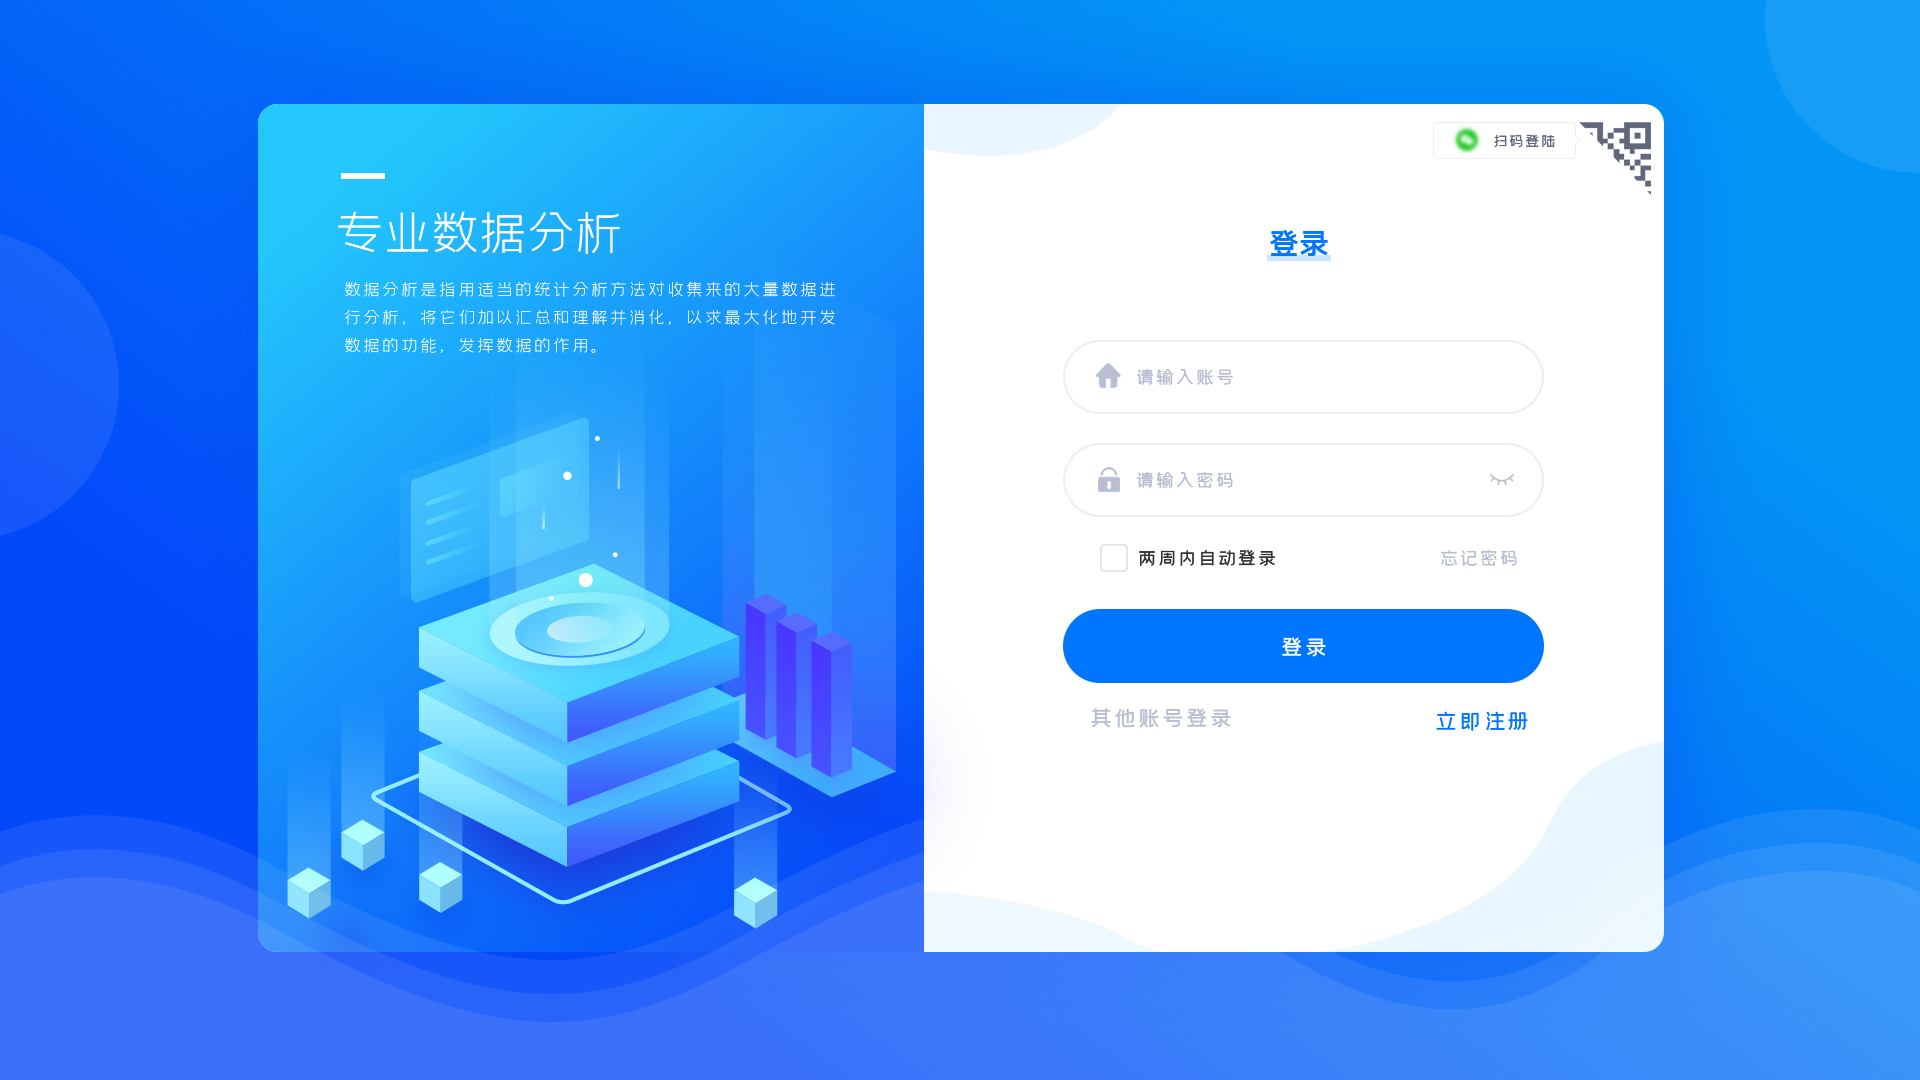 专业数据分析
数据分析是指用适当的统计分析方法对收集来的大量数据进
行分析，将它们加以汇总和理解并消化，以求最大化地开发
数据的功能，发挥数据的作用。
扫码登陆
登录
请输入账号
请输入密码
两周内自动登录 忘记密码
登录
其他账号登录 立即注册